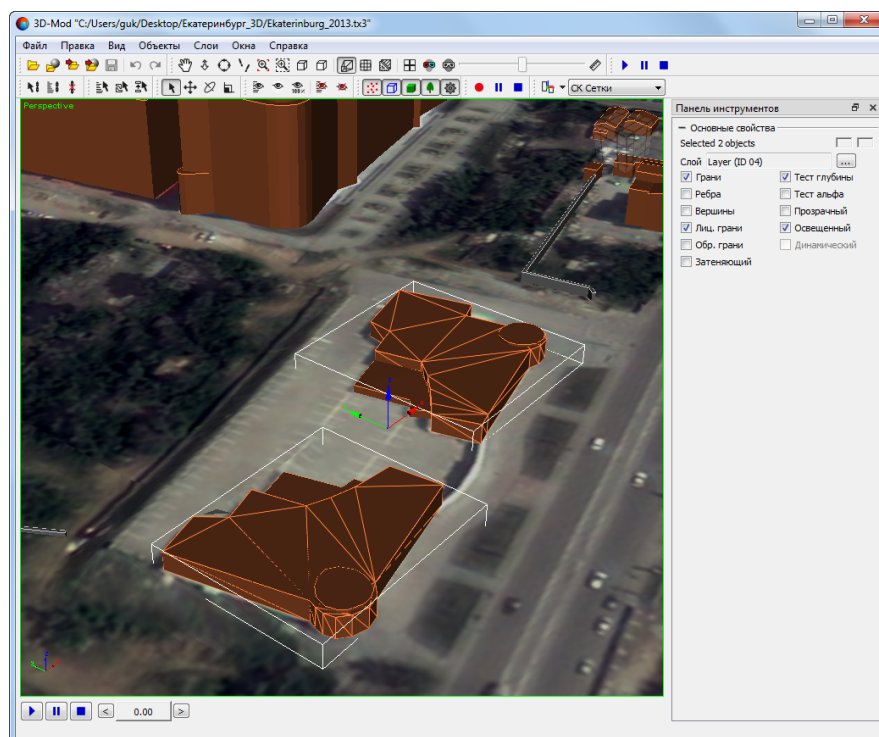 3D-Mod "C:/Users/guk/Desktop/Екатеринбург_3D/Ekaterinburg_2013.tx3"
Файл Правка Вид Объекты Слои Окна Справка
100%
СК Сетки
Perspective
Панель инструментов
Основные свойства
Selected 2 objects
Слой Layer (ID 04) ...
Грани Тест глубины
Ребра Тест альфа
Вершины Прозрачный
Лиц. грани Освещенный
Обр. грани Динамический
Затеняющий
< 0.00 >